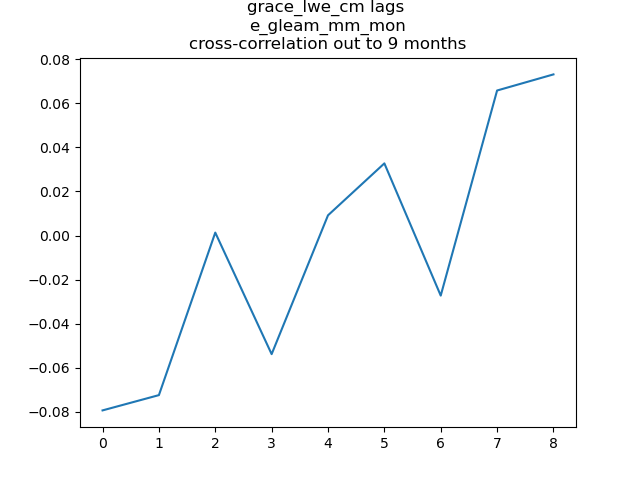 grace_lwe_cm lags
e_gleam_mm_mon
cross-correlation out to 9 months
0.08
0.06
0.04
0.02
0.00
−0.02
−0.04
−0.06
−0.08
0 1 2 3 4 5 6 7 8